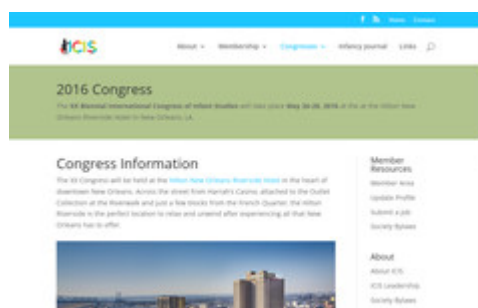 Home Contact
ICIS
About Membership Congresses Infancy Journal Links
2016 Congress
The XX Biennial International Congress of Infant Studies will take place May 26-28, 2016 at the at the Hilton New
Orleans Riverside Hotel in New Orleans, LA.
Congress Information
The XX Congress will be held at the Hilton New Orleans Riverside Hotel in the heart of
downtown New Orleans. Across the street from Harrah's Casino, attached to the Outlet
Collection at the Riverwalk and just a few blocks from the French Quarter, the Hilton
Riverside in the perfect location to relax and unwind after experiencing all that New
Orleans has to offer.
Member
Resources
Member Area
Update Profile
Submit a Job
Society Bylaws
About
About ICIS
ICIS Leadership
Society Bylaws